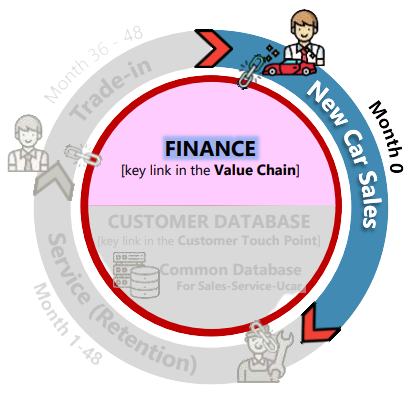 Month 36 - 48
Trade-in
New Car Sales
Month 0
FINANCE
[key link in the Value Chain]
CUSTOMER DATABASE
[key link in the Customer Touch Point]
Common Database
For Sales-Service-Ucar
Service (Retention)
Month 1-48